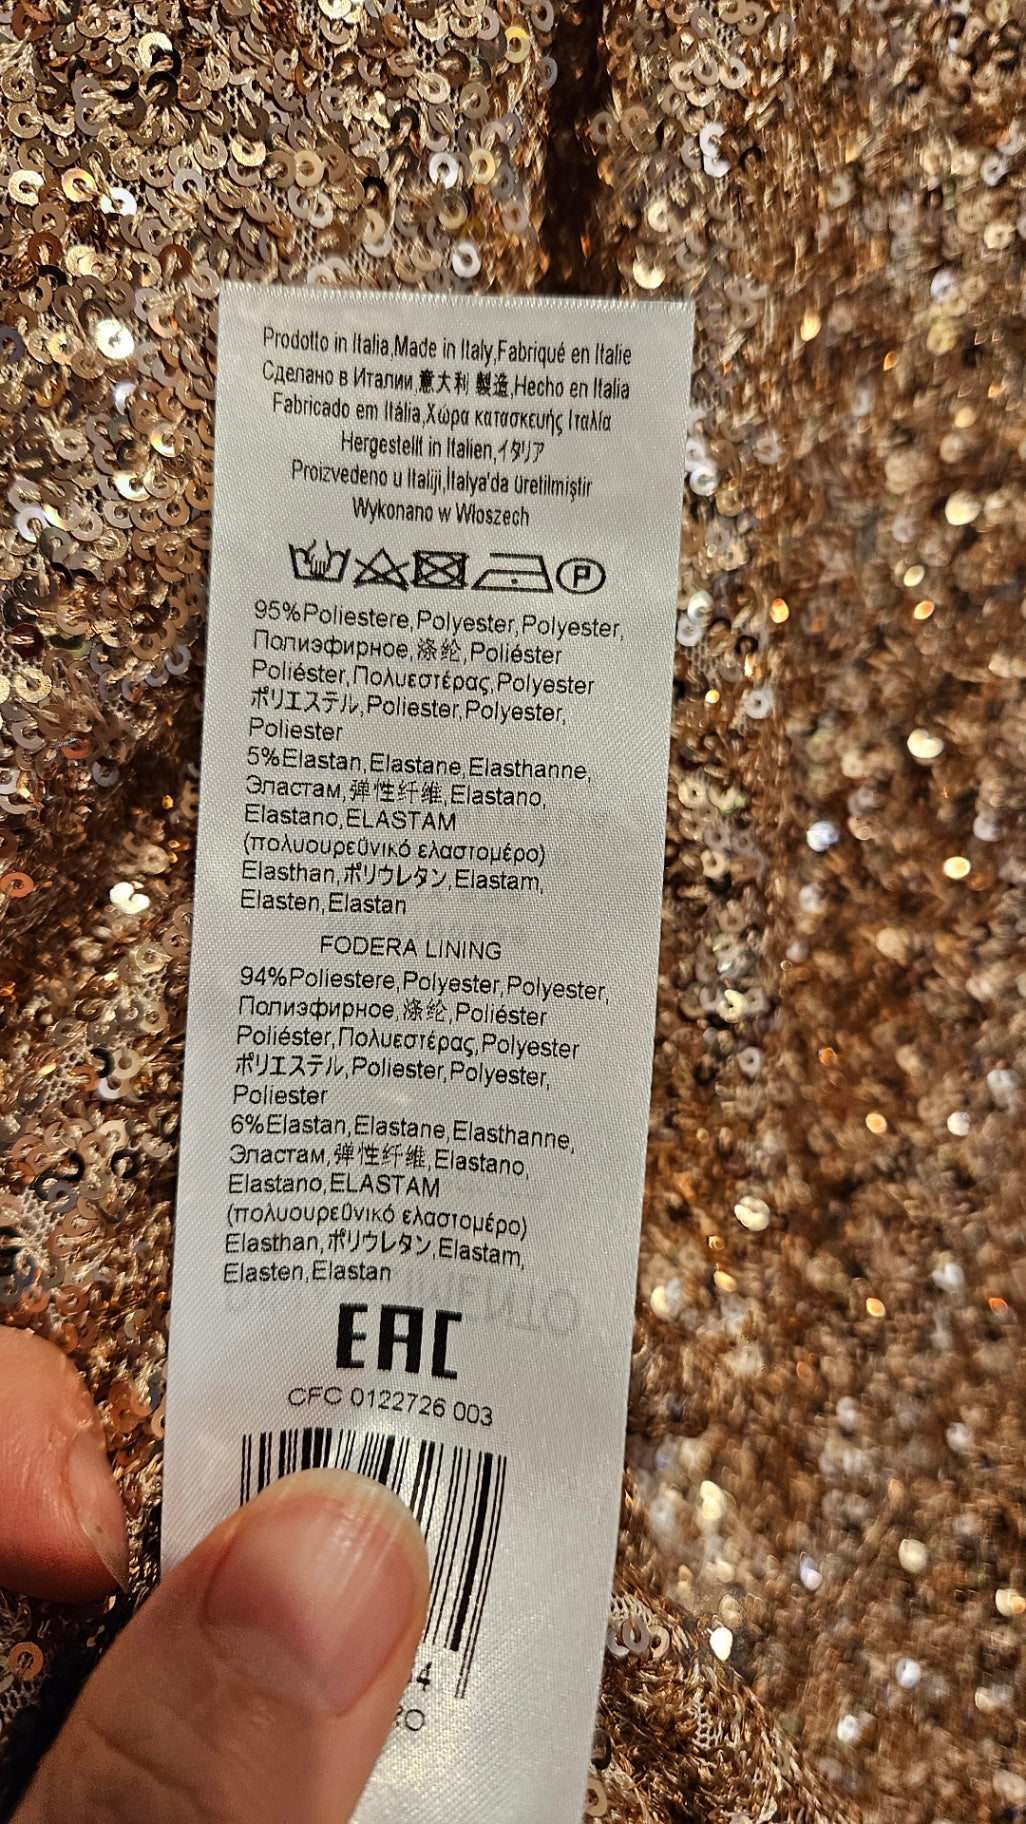 Prodotto in Italia,Made in Italy,Fabriqué en Italie
Сделано в Италии,意大利 製造,Hecho en Italia
Fabricado em Itália,Χώρα κατασκευής Ιταλία
Hergestellt in Italien,イタリア
Proizvedeno u Italiji,İtalya'da üretilmiştir
Wykonano w Włoszech
P
95%Poliestere,Polyester,Polyester,
Полиэфирное,涤纶,Poliéster
Poliéster,Πολυεστέρας,Polyester
ポリエステル,Poliester,Polyester,
Poliester
5%Elastan,Elastane,Elasthanne,
Эластам,弹性纤维,Elastano,
Elastano,ELASTAM
(πολυουρεθνικό ελαστομέρο)
Elasthan,ポリウレタン,Elastam,
Elasten,Elastan
FODERA LINING
94%Poliestere,Polyester,Polyester,
Полиэфирное,涤纶,Poliéster
Poliéster,Πολυεστέρας,Polyester
ポリエステル,Poliester,Polyester,
Poliester
6%Elastan,Elastane,Elasthanne,
Эластам,弹性纤维,Elastano,
Elastano,ELASTAM
(πολυουρεθνικό ελαστομέρο)
Elasthan,ポリウレタン,Elastam,
Elasten,Elastan
EAC
CFC 0122726 003